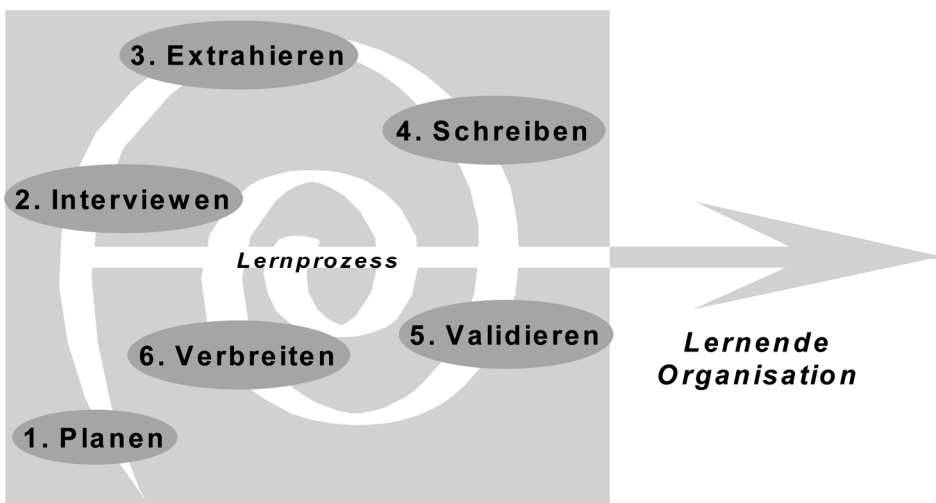 3. Extrahieren
4. Schreiben
2. Interviewen
Lernprozess
5. Validieren
6. Verbreiten
1. Planen
Lernende
Organisation